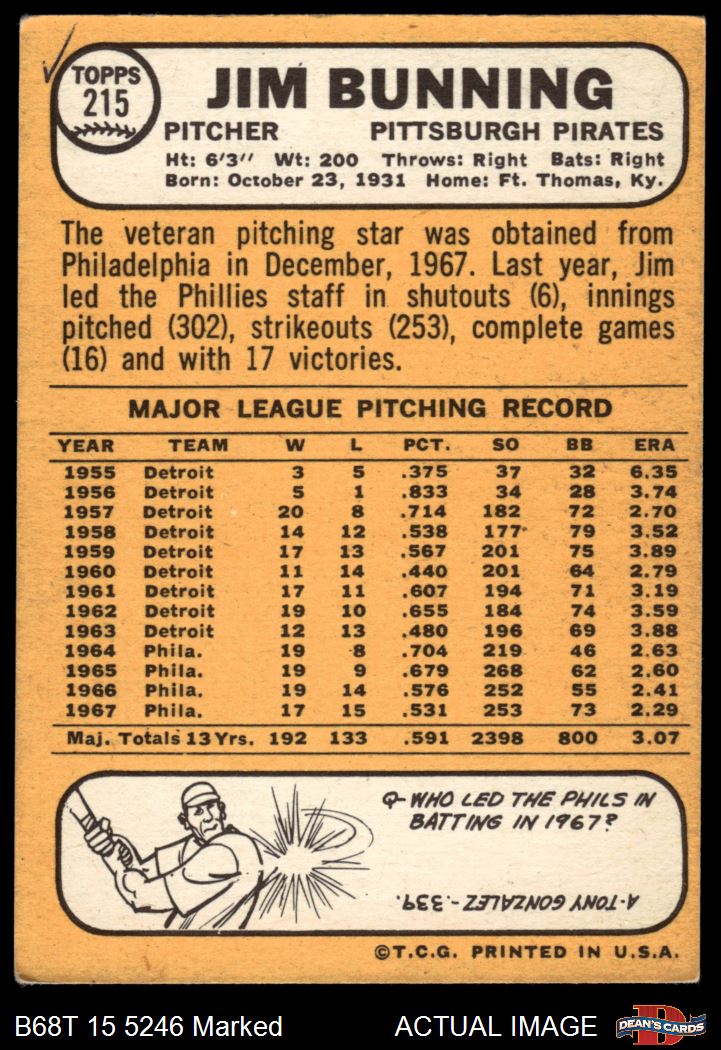 TOPPS
215
JIM BUNNING
PITCHER PITTSBURGH PIRATES
Ht: 6'3" Wt: 200 Throws: Right Bats: Right
Born: October 23, 1931 Home: Ft. Thomas, Ky.
The veteran pitching star was obtained from
Philadelphia in December, 1967. Last year, Jim
led the Phillies staff in shutouts (6), innings
pitched (302), strikeouts (253), complete games
(16) and with 17 victories.
MAJOR LEAGUE PITCHING RECORD
YEAR TEAM W L PCT. SO BB ERA
1955 Detroit 3 5 .375 37 32 6.35
1956 Detroit 5 1 .833 34 28 3.74
1957 Detroit 20 8 .714 182 72 2.70
1958 Detroit 14 12 .538 177 79 3.52
1959 Detroit 17 13 .567 201 75 3.89
1960 Detroit 11 14 .440 201 64 2.79
1961 Detroit 17 11 .607 194 71 3.19
1962 Detroit 19 10 .655 184 74 3.59
1963 Detroit 12 13 .480 196 69 3.88
1964 Phila. 19 8 .704 219 46 2.63
1965 Phila. 19 9 .679 268 62 2.60
1966 Phila. 19 14 .576 252 55 2.41
1967 Phila. 17 15 .531 253 73 2.29
Maj. Totals 13 Yrs. 192 133 .591 2398 800 3.07
Q-WHO LED THE PHILS IN
BATTING IN 1967?
A-TONY GONZALEZ-.339.
©T.C.G. PRINTED IN U.S.A.
B68T 15 5246 Marked ACTUAL IMAGE DEAN'S CARDS